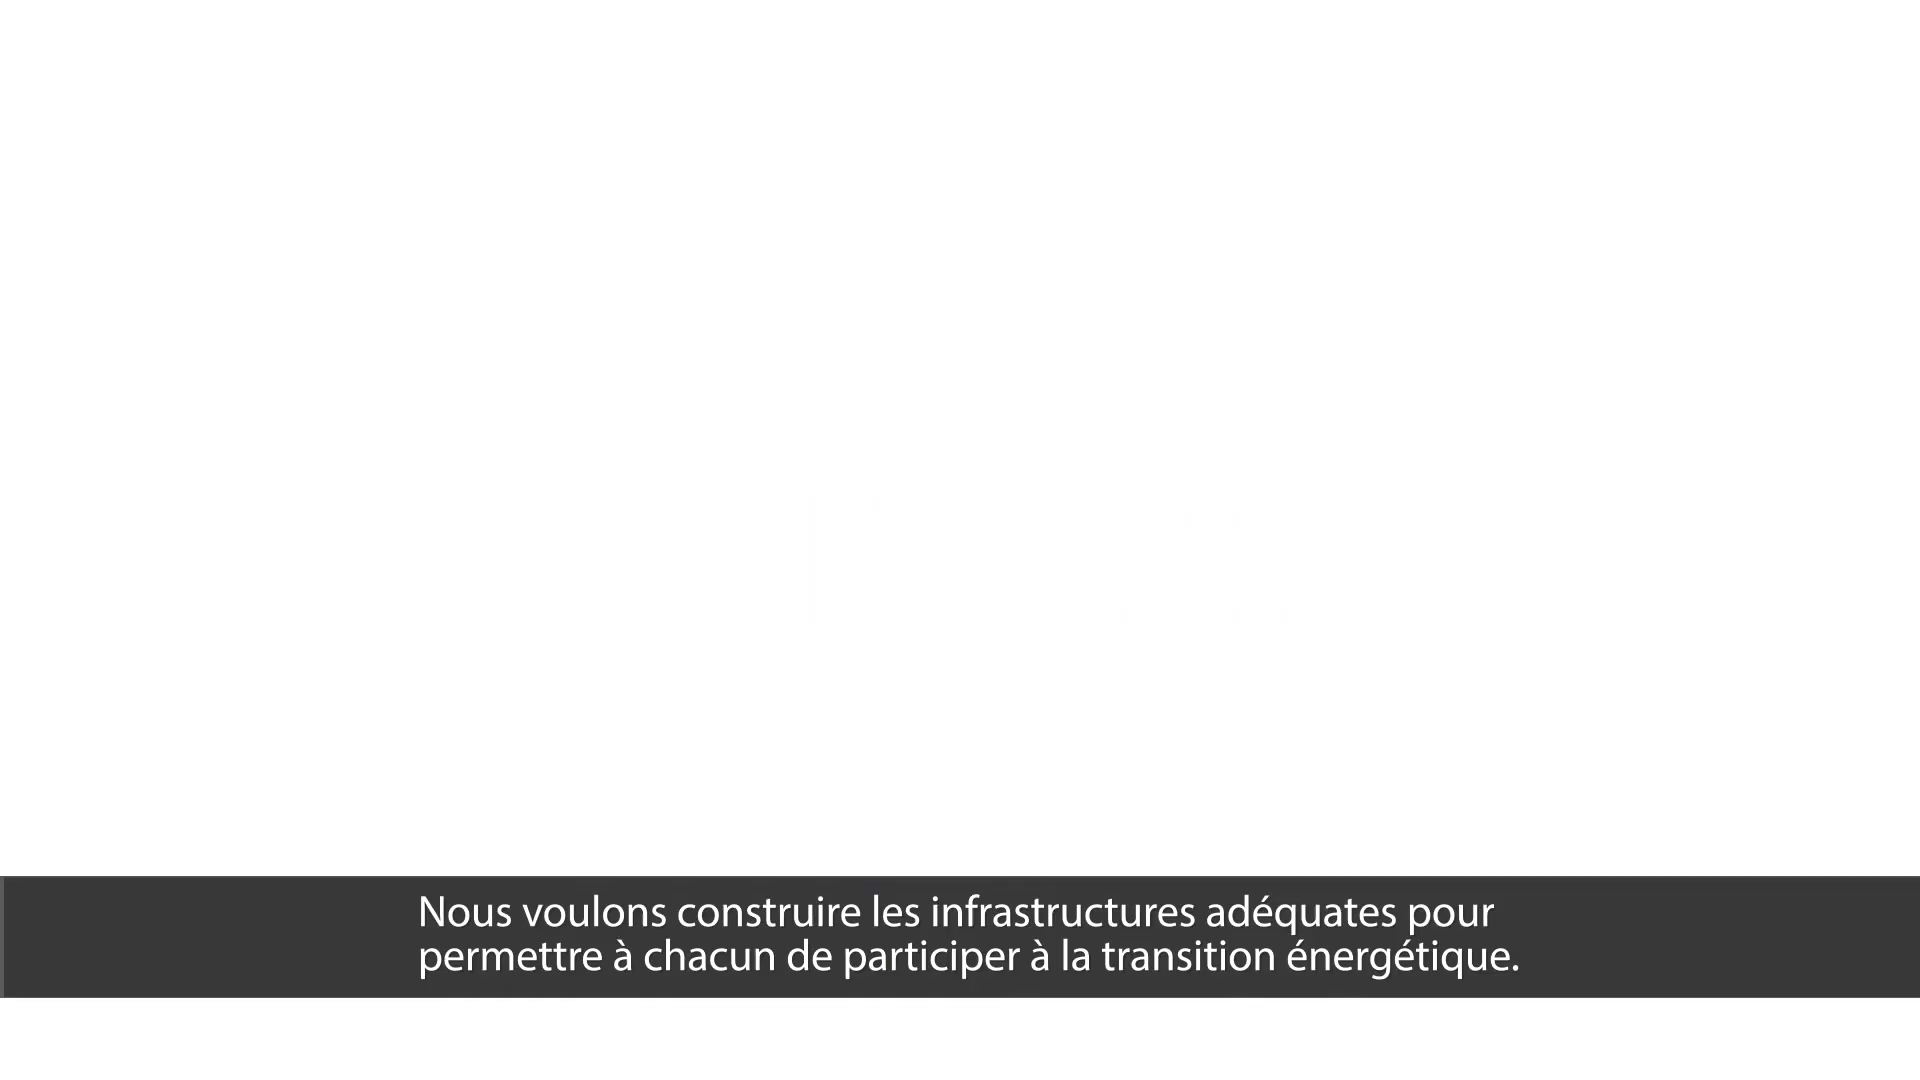 Nous voulons construire les infrastructures adéquates pour
permettre à chacun de participer à la transition énergétique.